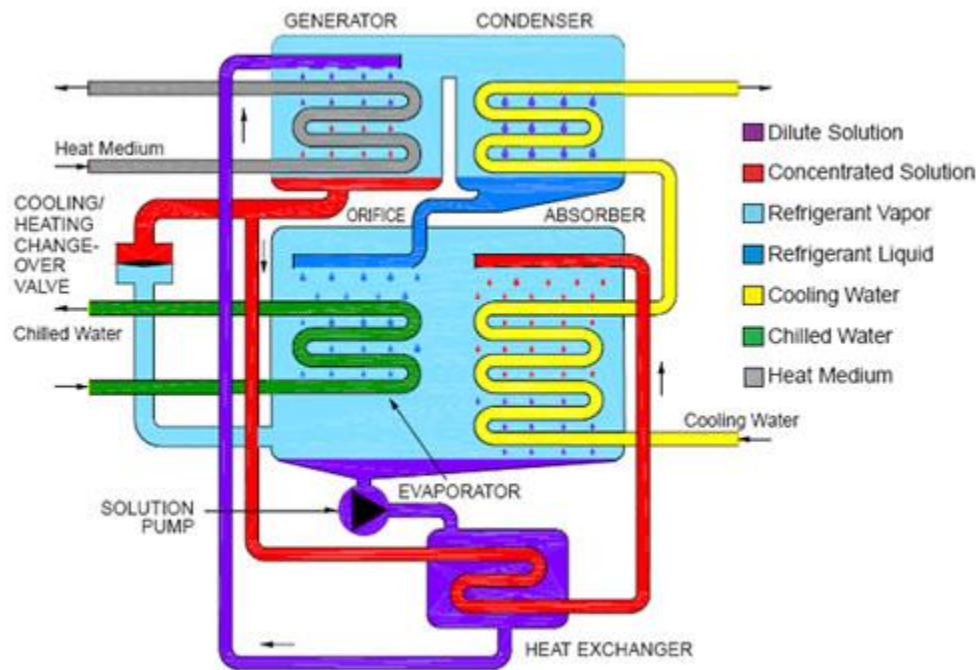 GENERATOR
CONDENSER
Heat Medium
COOLING/
HEATING
CHANGE-
OVER
VALVE
ORIFICE
ABSORBER
Chilled Water
Cooling Water
EVAPORATOR
SOLUTION
PUMP
HEAT EXCHANGER
Dilute Solution
Concentrated Solution
Refrigerant Vapor
Refrigerant Liquid
Cooling Water
Chilled Water
Heat Medium